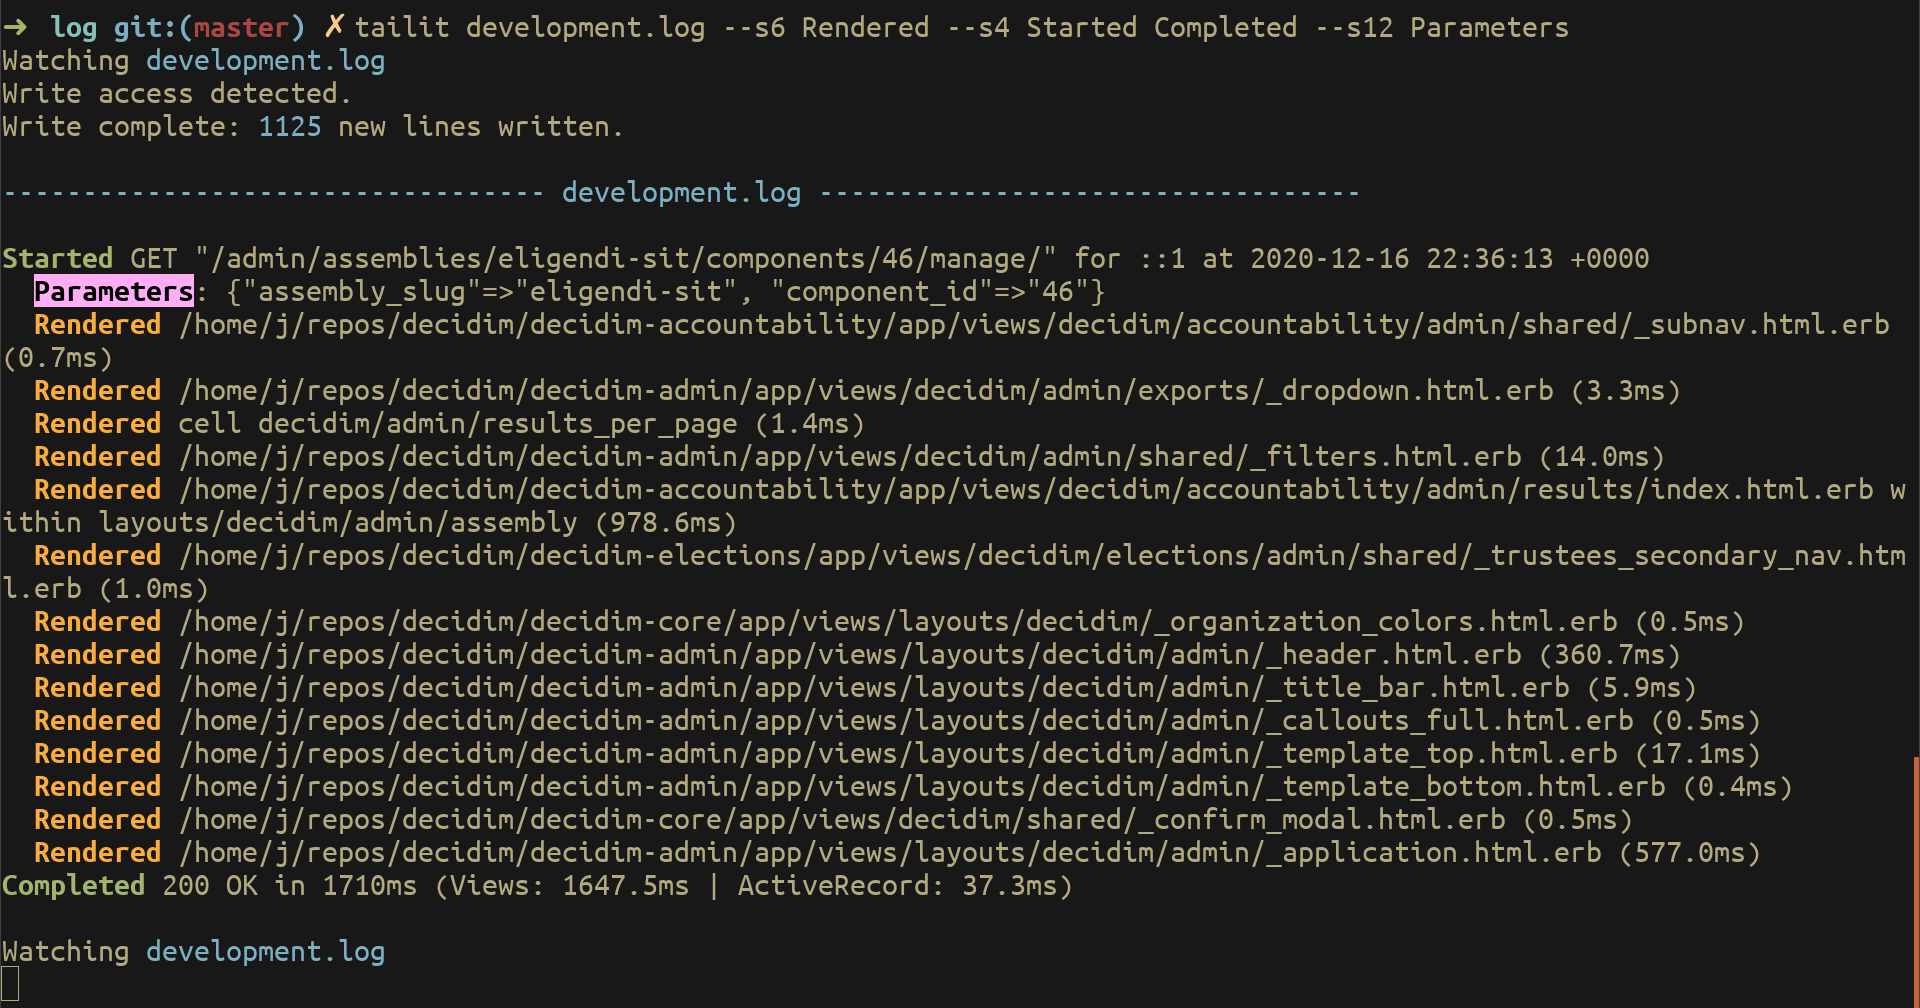 ➜  log git:(master) ✗ tailit development.log --s6 Rendered --s4 Started Completed --s12 Parameters
Watching development.log
Write access detected.
Write complete: 1125 new lines written.
---------------------------------- development.log ----------------------------------
Started GET "/admin/assemblies/eligendi-sit/components/46/manage/" for ::1 at 2020-12-16 22:36:13 +0000
  Parameters: {"assembly_slug"=>"eligendi-sit", "component_id"=>"46"}
  Rendered /home/j/repos/decidim/decidim-accountability/app/views/decidim/accountability/admin/shared/_subnav.html.erb
(0.7ms)
  Rendered /home/j/repos/decidim/decidim-admin/app/views/decidim/admin/exports/_dropdown.html.erb (3.3ms)
  Rendered cell decidim/admin/results_per_page (1.4ms)
  Rendered /home/j/repos/decidim/decidim-admin/app/views/decidim/admin/shared/_filters.html.erb (14.0ms)
  Rendered /home/j/repos/decidim/decidim-accountability/app/views/decidim/accountability/admin/results/index.html.erb w
ithin layouts/decidim/admin/assembly (978.6ms)
  Rendered /home/j/repos/decidim/decidim-elections/app/views/decidim/elections/admin/shared/_trustees_secondary_nav.htm
l.erb (1.0ms)
  Rendered /home/j/repos/decidim/decidim-core/app/views/layouts/decidim/_organization_colors.html.erb (0.5ms)
  Rendered /home/j/repos/decidim/decidim-admin/app/views/layouts/decidim/admin/_header.html.erb (360.7ms)
  Rendered /home/j/repos/decidim/decidim-admin/app/views/layouts/decidim/admin/_title_bar.html.erb (5.9ms)
  Rendered /home/j/repos/decidim/decidim-admin/app/views/layouts/decidim/admin/_callouts_full.html.erb (0.5ms)
  Rendered /home/j/repos/decidim/decidim-admin/app/views/layouts/decidim/admin/_template_top.html.erb (17.1ms)
  Rendered /home/j/repos/decidim/decidim-admin/app/views/layouts/decidim/admin/_template_bottom.html.erb (0.4ms)
  Rendered /home/j/repos/decidim/decidim-core/app/views/decidim/shared/_confirm_modal.html.erb (0.5ms)
  Rendered /home/j/repos/decidim/decidim-admin/app/views/layouts/decidim/admin/_application.html.erb (577.0ms)
Completed 200 OK in 1710ms (Views: 1647.5ms | ActiveRecord: 37.3ms)
Watching development.log